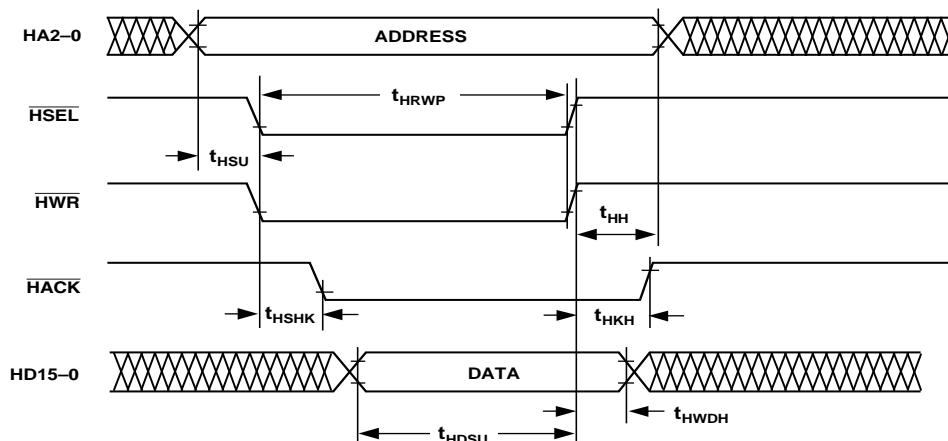 HA2–0
ADDRESS
HSEL
tHRWP
tHSU
HWR
tHH
HACK
tHSHK
tHKH
HD15–0
DATA
tHWDH
tHDSU